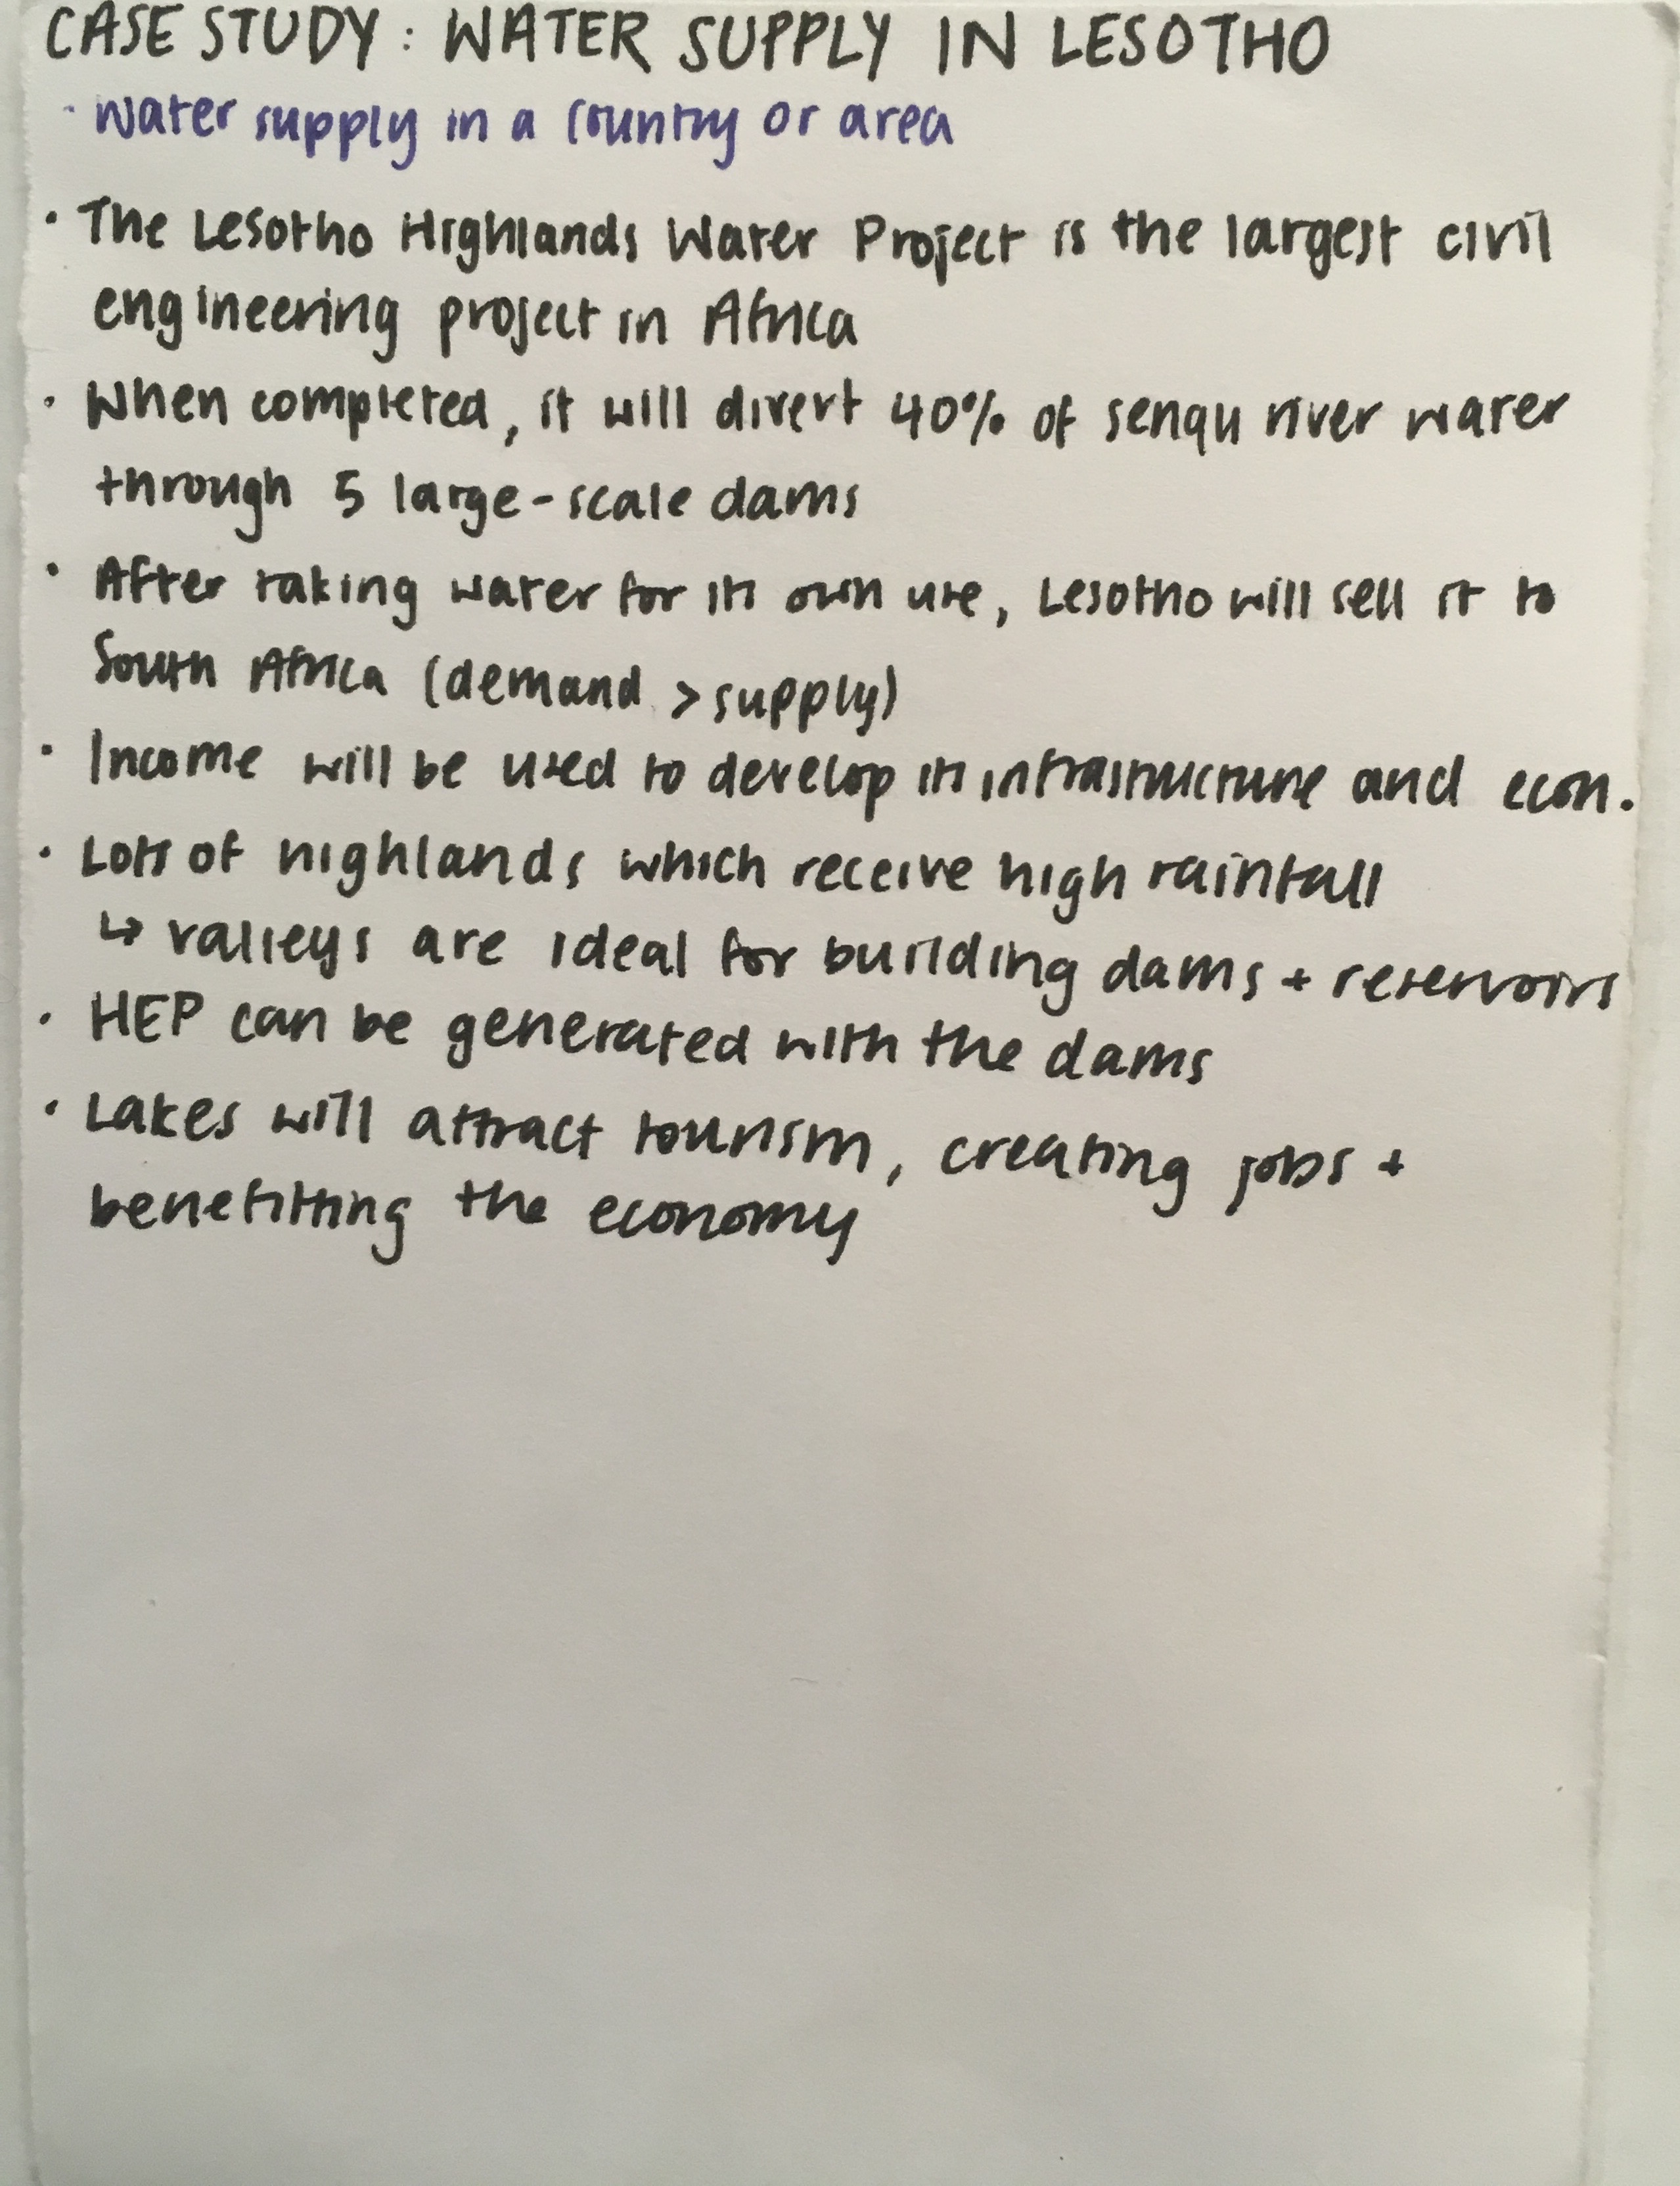 CASE STUDY: WATER SUPPLY IN LESOTHO
· Water supply in a country or area
· The Lesotho Highlands Water Project is the largest civil
engineering project in Africa
· When completed, it will divert 40% of senqu river water
through 5 large-scale dams
· After taking water for its own use, Lesotho will sell it to
South Africa (demand > supply)
· Income will be used to develop its infrastructure and econ.
· Lots of highlands which receive high rainfall
↳ valleys are ideal for building dams + reservoirs
· HEP can be generated with the dams
· Lakes will attract tourism, creating jobs +
benefitting the economy